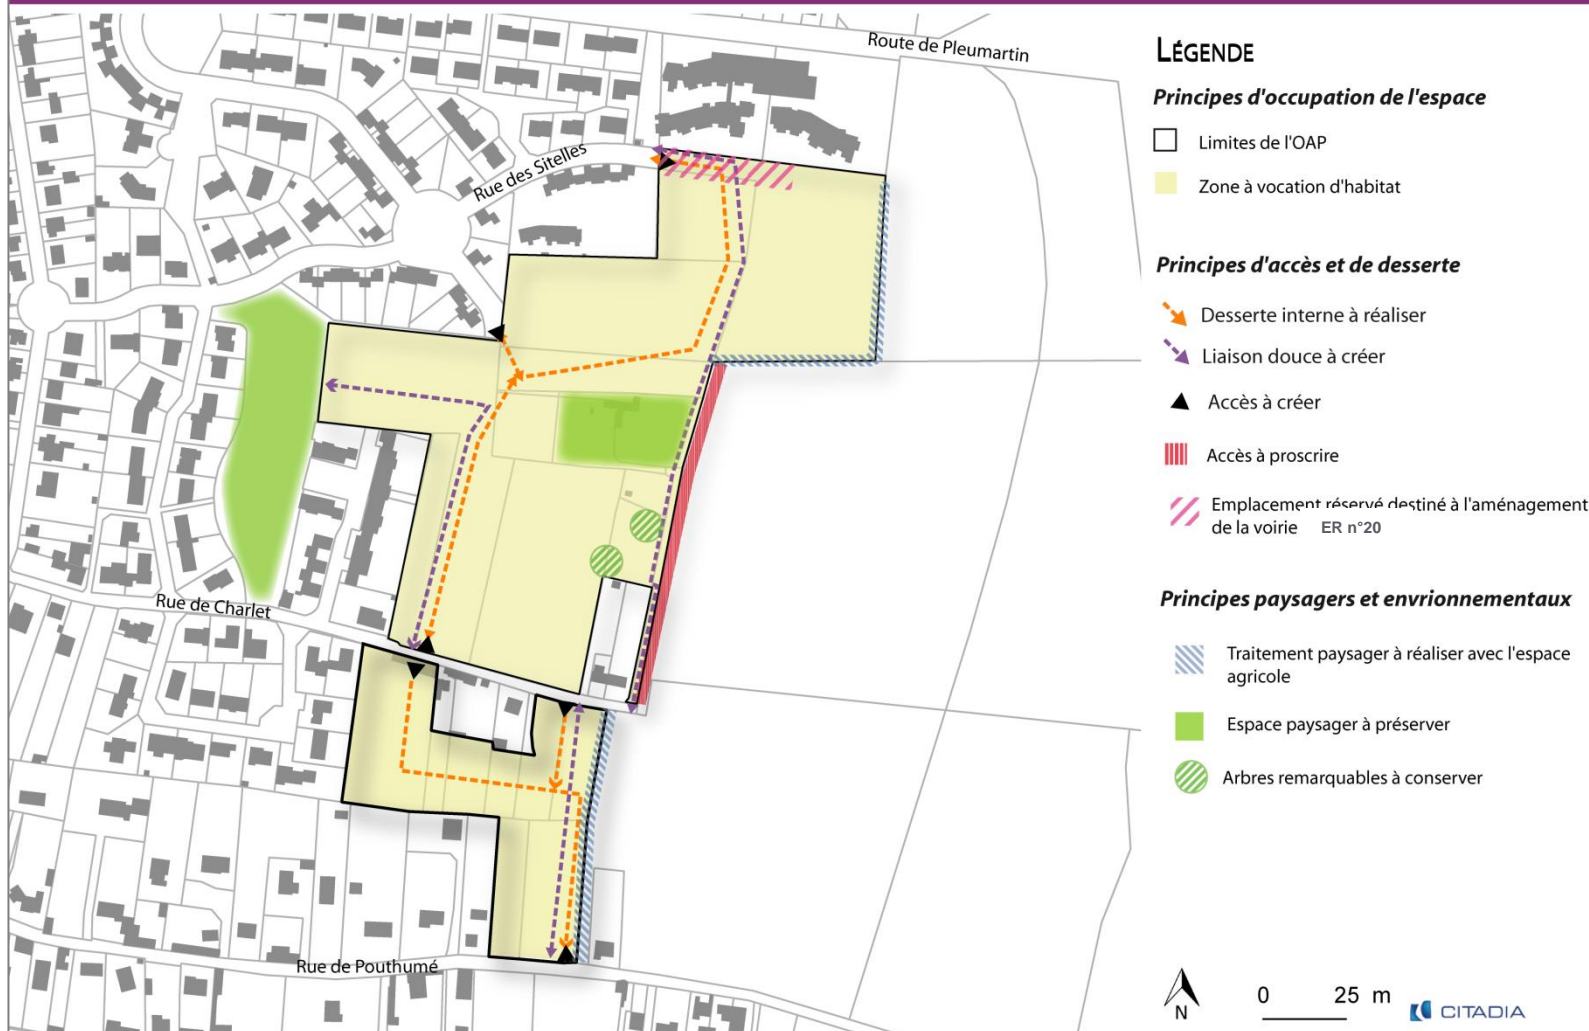 Route de Pleumartin
Rue des Sitelles
Rue de Charlet
Rue de Pouthumé
LÉGENDE
Principes d'occupation de l'espace
Limites de l'OAP
Zone à vocation d'habitat
Principes d'accès et de desserte
Desserte interne à réaliser
Liaison douce à créer
Accès à créer
Accès à proscrire
Emplacement réservé destiné à l'aménagement
de la voirie ER n°20
Principes paysagers et envrionnementaux
Traitement paysager à réaliser avec l'espace
agricole
Espace paysager à préserver
Arbres remarquables à conserver
N
0 25 m
CITADIA